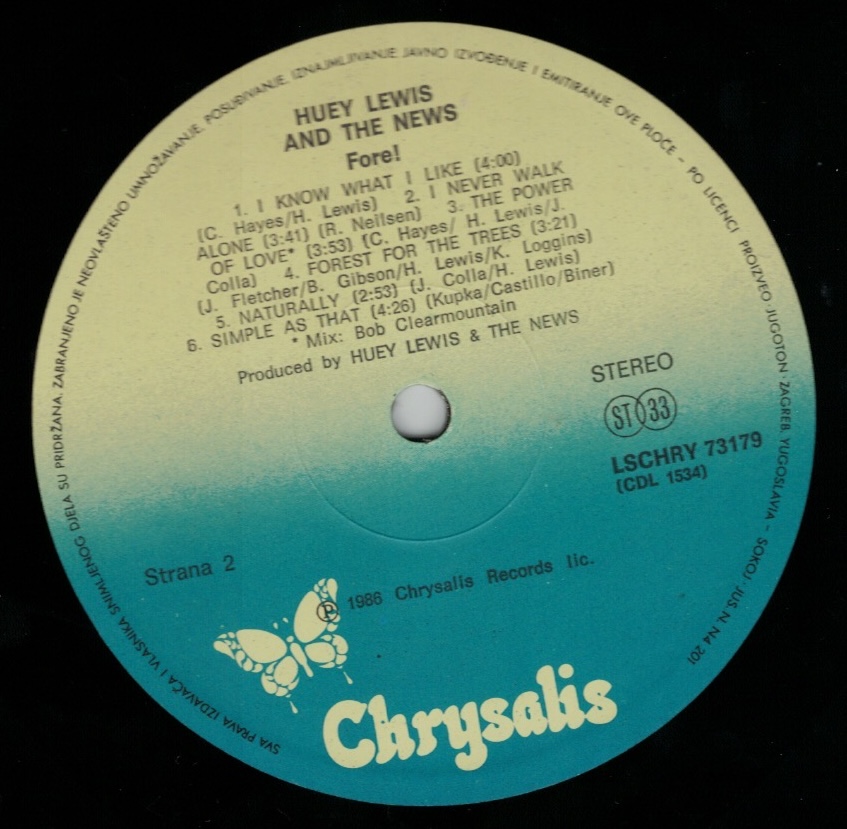 HUEY LEWIS
AND THE NEWS
Fore!
1. I KNOW WHAT I LIKE (4:00)
(C. Hayes/H. Lewis) 2. I NEVER WALK
ALONE (3:41) (R. Neilsen) 3. THE POWER
OF LOVE* (3:53) (C. Hayes/ H. Lewis/J.
Colla) 4. FOREST FOR THE TREES (3:21)
(J. Fletcher/B. Gibson/H. Lewis/K. Loggins)
5. NATURALLY (2:53) (J. Colla/H. Lewis)
6. SIMPLE AS THAT (4:26) (Kupka/Castillo/Biner)
* Mix: Bob Clearmountain
Produced by HUEY LEWIS & THE NEWS
STEREO
ST 33
LSCHRY 73179
(CDL 1534)
Strana 2
℗ 1986 Chrysalis Records lic.
Chrysalis
SVA PRAVA IZDAVAČA I VLASNIKA SNIMLJENOG DJELA SU PRIDRŽANA. ZABRANJENO JE NEOVLAŠTENO UMNOŽAVANJE, POSUĐIVANJE, IZNAJMLJIVANJE JAVNO IZVOĐENJE I EMITIRANJE OVE PLOČE – PO LICENCI PROIZVEO JUGOTON · ZAGREB, YUGOSLAVIA – SOKOJ · JUS. N. N4 201